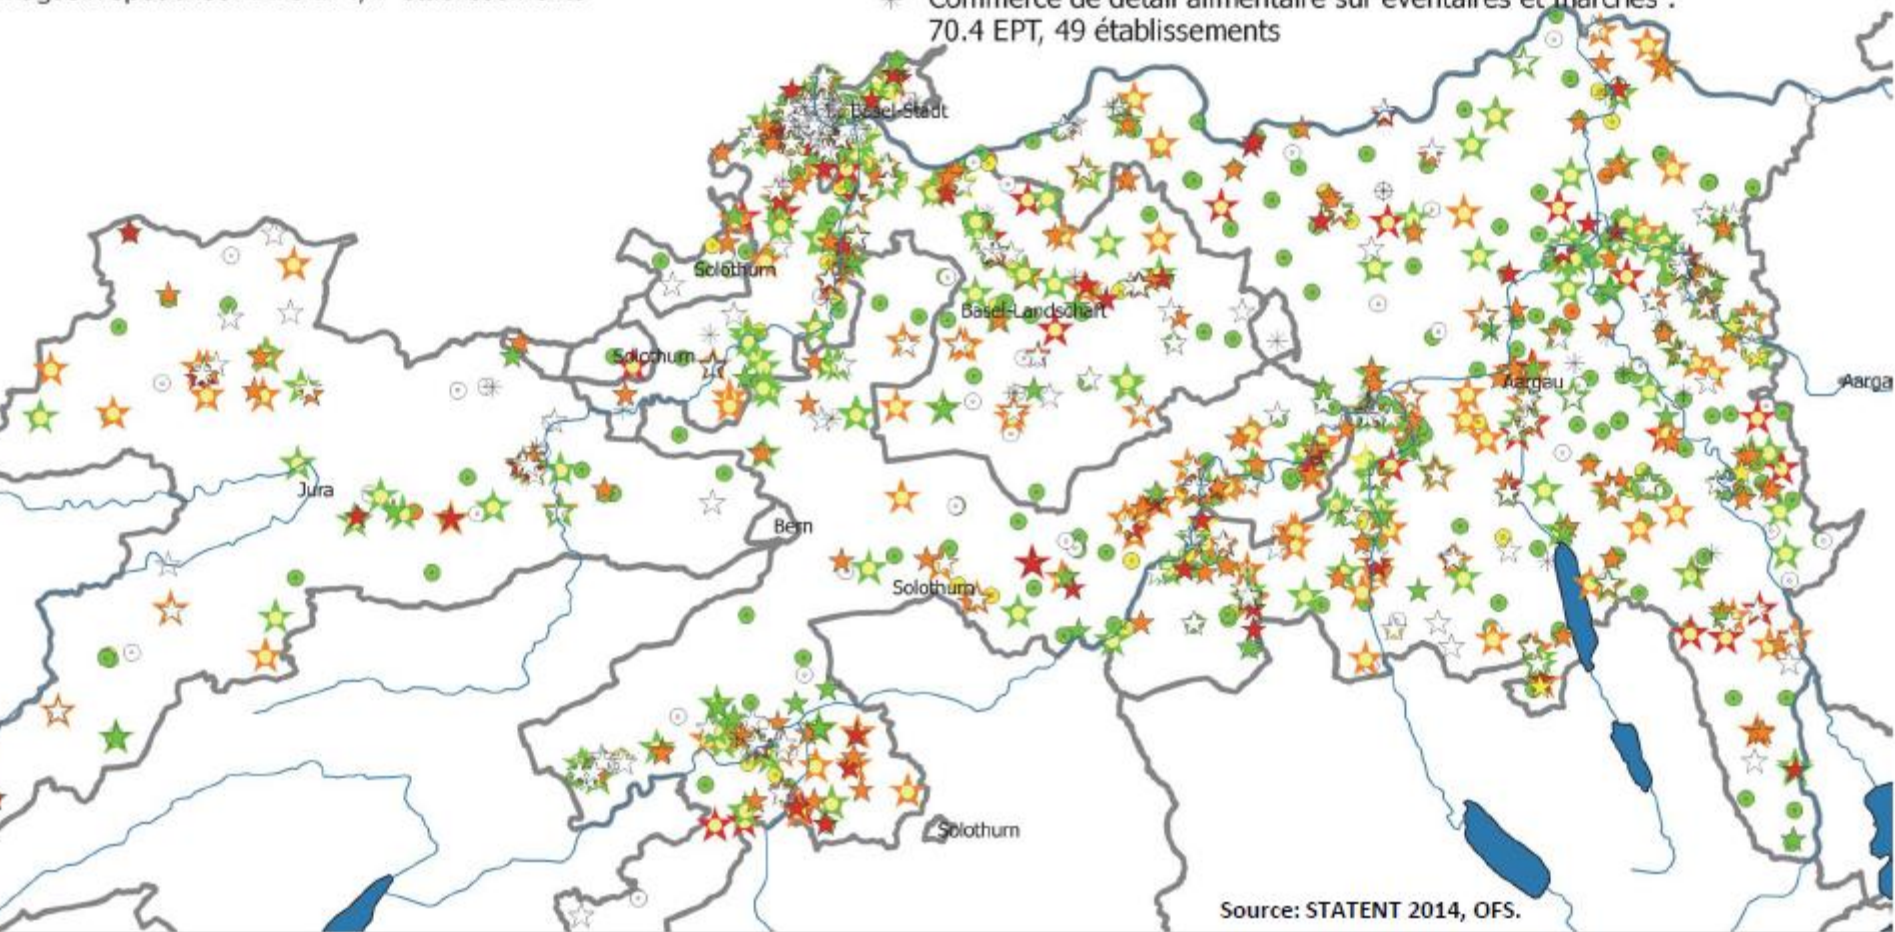 Commerce de détail alimentaire sur éventaires et marchés :
70.4 EPT, 49 établissements
Basel-Stadt
Solothurn
Basel-Landschaft
Solothurn
Aargau
Aarga
Jura
Bern
Solothurn
Solothurn
Source: STATENT 2014, OFS.